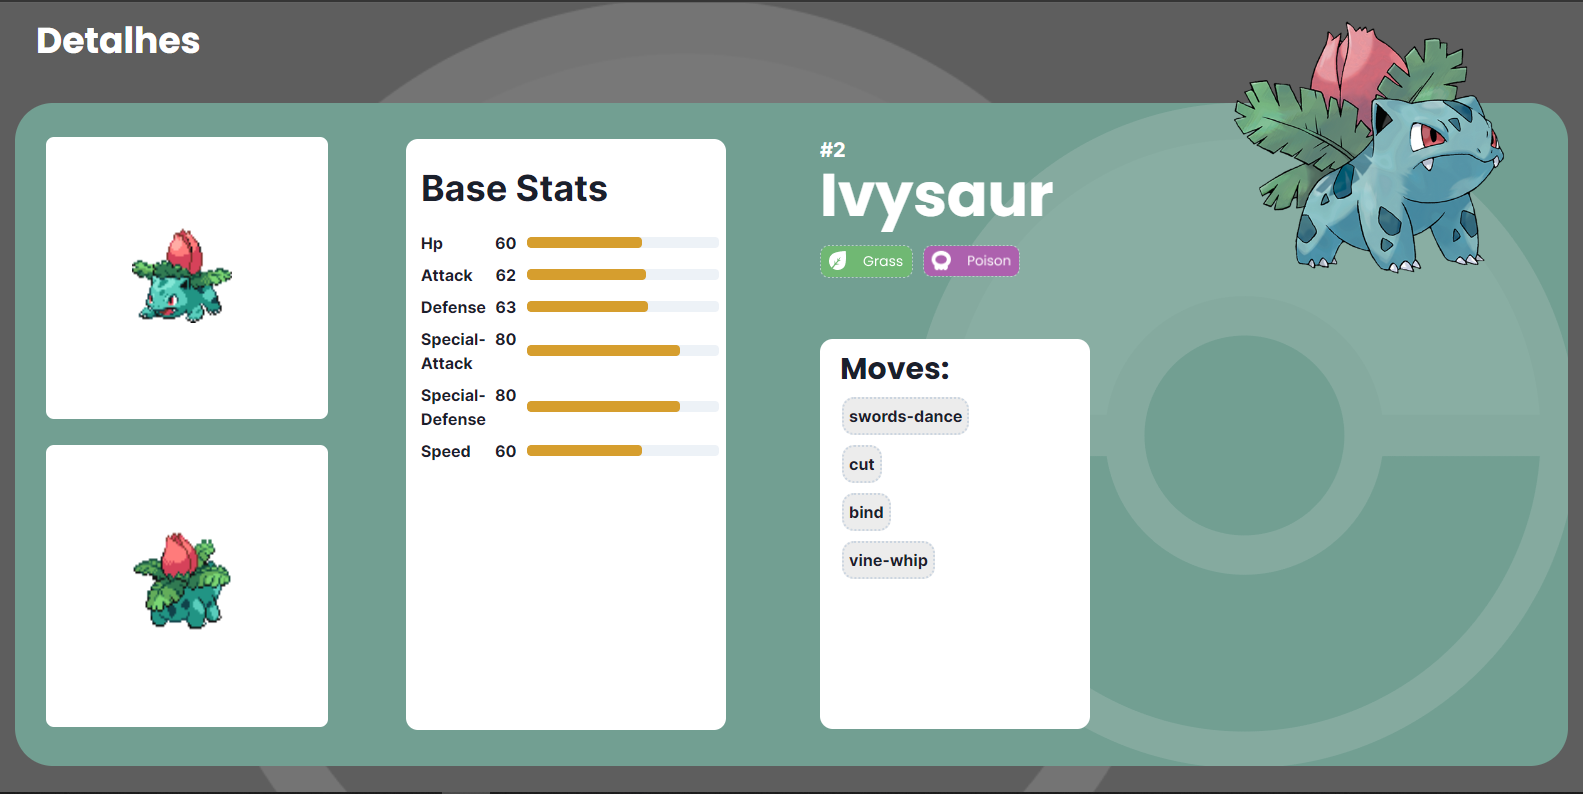 Detalhes
Base Stats
Hp 60
Attack 62
Defense 63
Special- 80
Attack
Special- 80
Defense
Speed 60
#2
Ivysaur
Grass Poison
Moves:
swords-dance
cut
bind
vine-whip